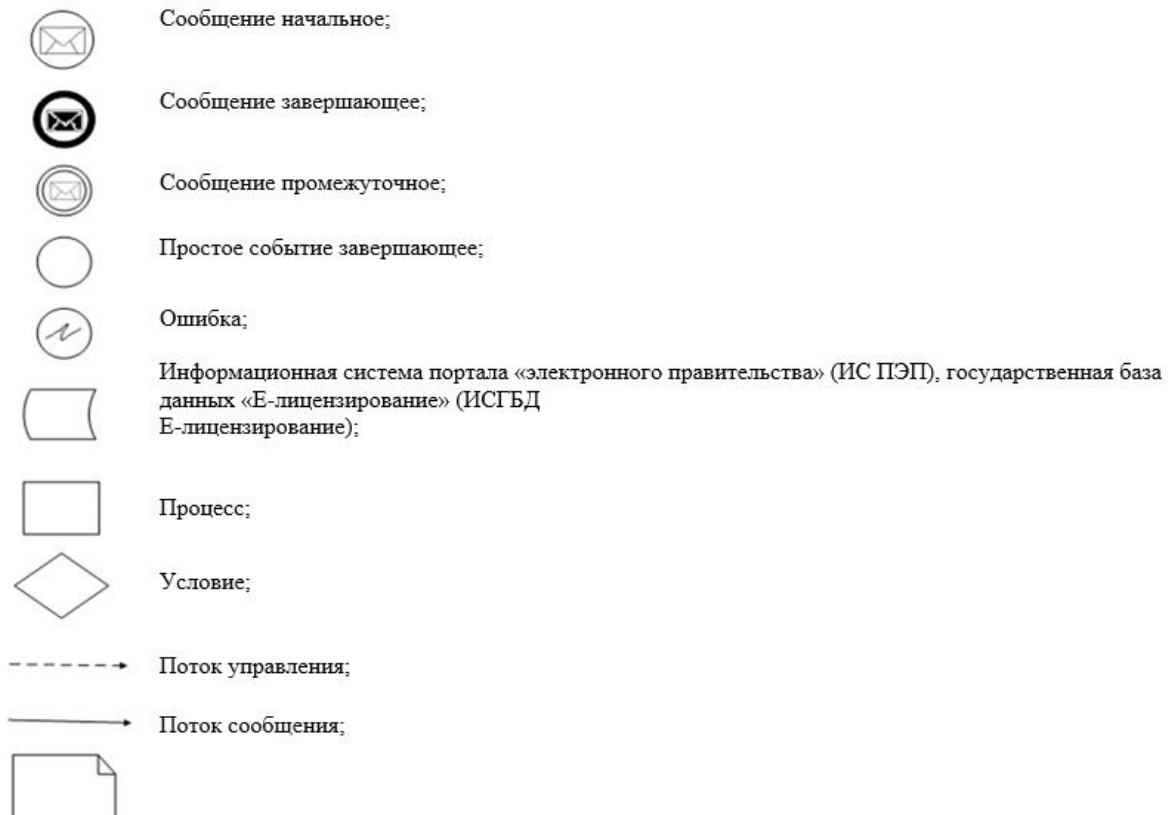 Сообщение начальное;
Сообщение завершающее;
Сообщение промежуточное;
Простое событие завершающее;
Ошибка;
Информационная система портала «электронного правительства» (ИС ПЭП), государственная база
данных «Е-лицензирование» (ИСГБД
Е-лицензирование);
Процесс;
Условие;
Поток управления;
Поток сообщения;